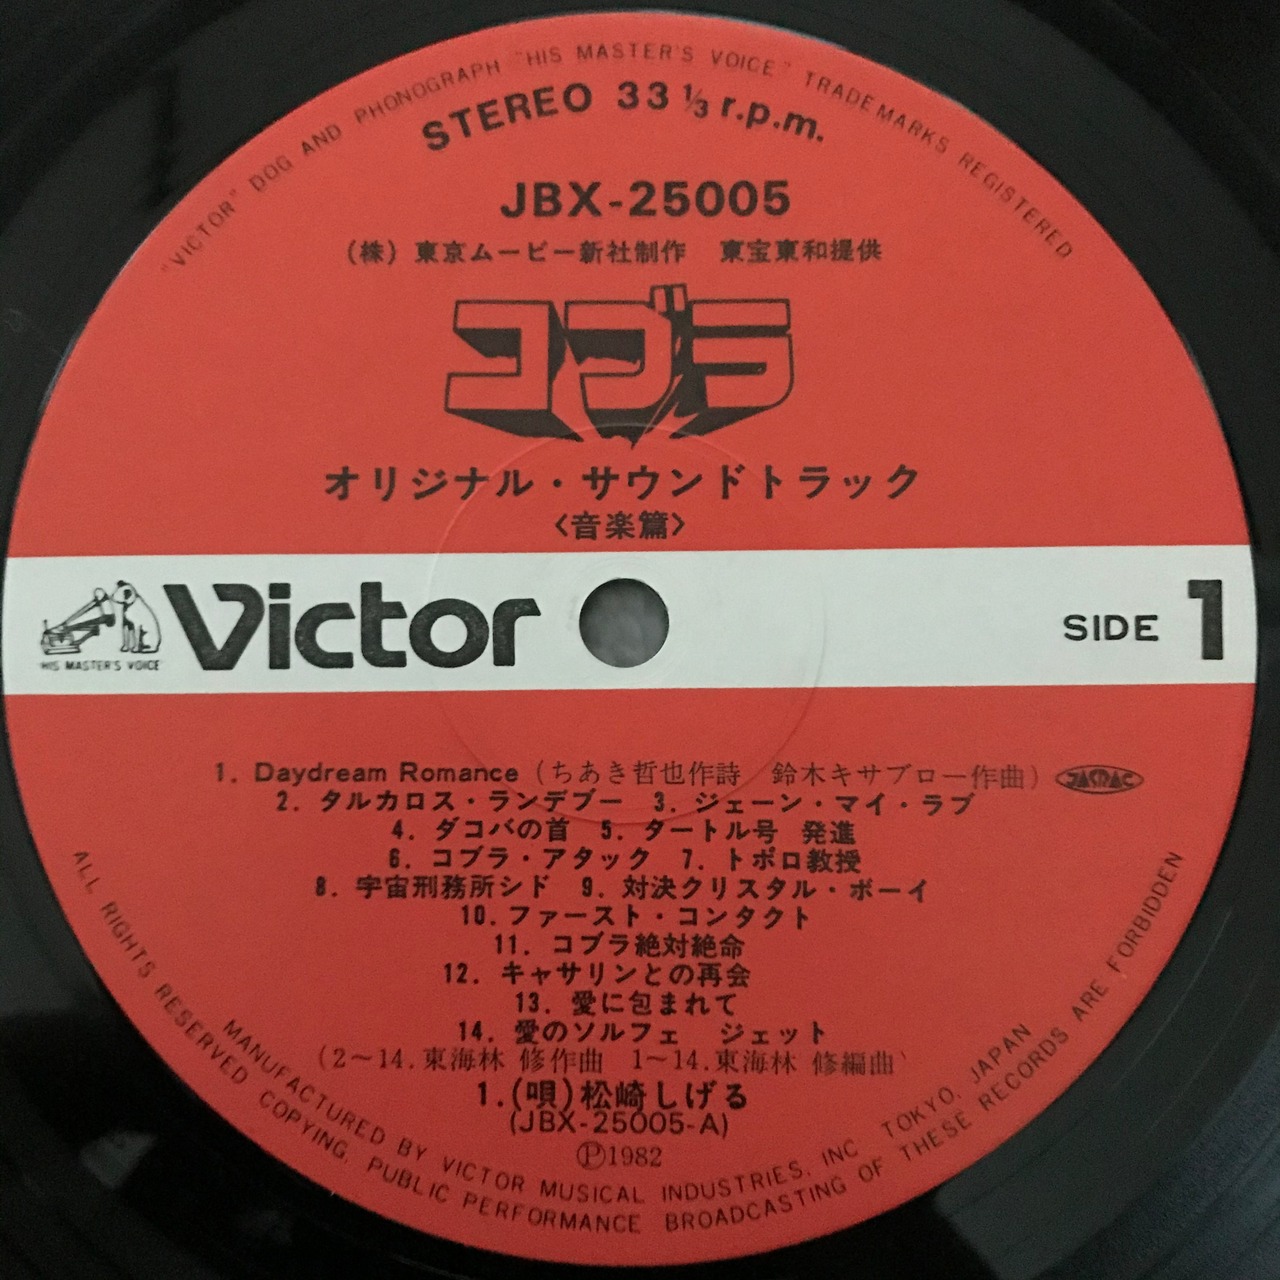 "VICTOR" DOG AND PHONOGRAPH "HIS MASTER'S VOICE" TRADEMARKS REGISTERED
STEREO 33 1/3 r.p.m.
JBX-25005
(株)東京ムービー新社制作 東宝東和提供
コブラ
オリジナル・サウンドトラック
〈音楽篇〉
Victor
"HIS MASTER'S VOICE"
SIDE 1
1. Daydream Romance (ちあき哲也作詩 鈴木キサブロー作曲) JASRAC
2. タルカロス・ランデブー 3. ジェーン・マイ・ラブ
4. ダコバの首 5. タートル号 発進
6. コブラ・アタック 7. トポロ教授
8. 宇宙刑務所シド 9. 対決クリスタル・ボーイ
10. ファースト・コンタクト
11. コブラ絶対絶命
12. キャサリンとの再会
13. 愛に包まれて
14. 愛のソルフェ ジェット
(2〜14.東海林 修作曲 1〜14.東海林 修編曲)
1.(唄)松崎しげる
(JBX-25005-A)
Ⓟ1982
MANUFACTURED BY VICTOR MUSICAL INDUSTRIES, INC. TOKYO, JAPAN
ALL RIGHTS RESERVED COPYING, PUBLIC PERFORMANCE BROADCASTING OF THESE RECORDS ARE FORBIDDEN